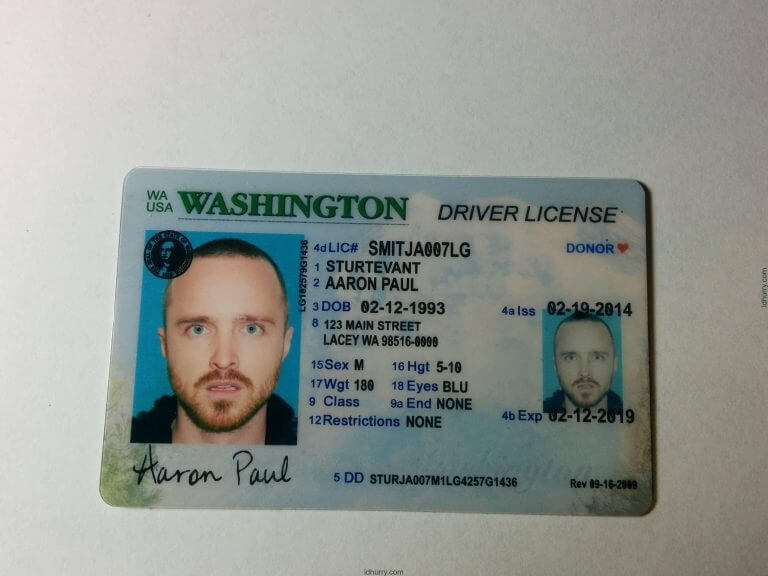 WA
USA
WASHINGTON
DRIVER LICENSE
4d LIC# SMITJA007LG
DONOR
1 STURTEVANT
2 AARON PAUL
3 DOB 02-12-1993
4a Iss 02-19-2014
8 123 MAIN STREET
LACEY WA 98516-0000
15 Sex M 16 Hgt 5-10
17 Wgt 180 18 Eyes BLU
9 Class 9a End NONE
4b Exp 02-12-2019
12 Restrictions NONE
LG102579G1436
Aaron Paul
5 DD STURJA007M1LG4257G1436
Rev 09-16-2009
idhurry.com
idhurry.com